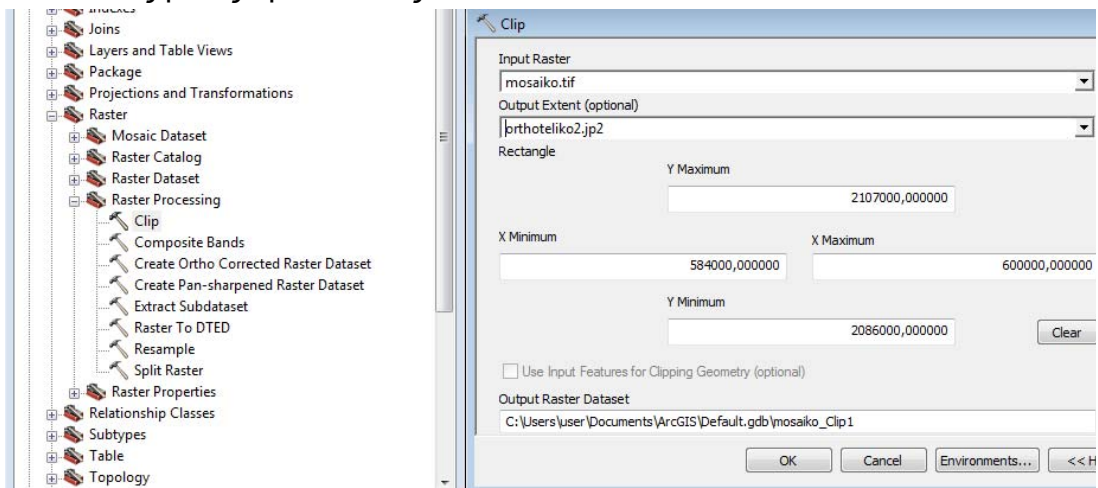 Joins
Layers and Table Views
Package
Projections and Transformations
Raster
Mosaic Dataset
Raster Catalog
Raster Dataset
Raster Processing
Clip
Composite Bands
Create Ortho Corrected Raster Dataset
Create Pan-sharpened Raster Dataset
Extract Subdataset
Raster To DTED
Resample
Split Raster
Raster Properties
Relationship Classes
Subtypes
Table
Topology
Clip
Input Raster
mosaiko.tif
Output Extent (optional)
orthoteliko2.jp2
Rectangle
Y Maximum
2107000,000000
X Minimum X Maximum
584000,000000 600000,000000
Y Minimum
2086000,000000
Clear
Use Input Features for Clipping Geometry (optional)
Output Raster Dataset
C:\Users\user\Documents\ArcGIS\Default.gdb\mosaiko_Clip1
OK Cancel Environments... << H